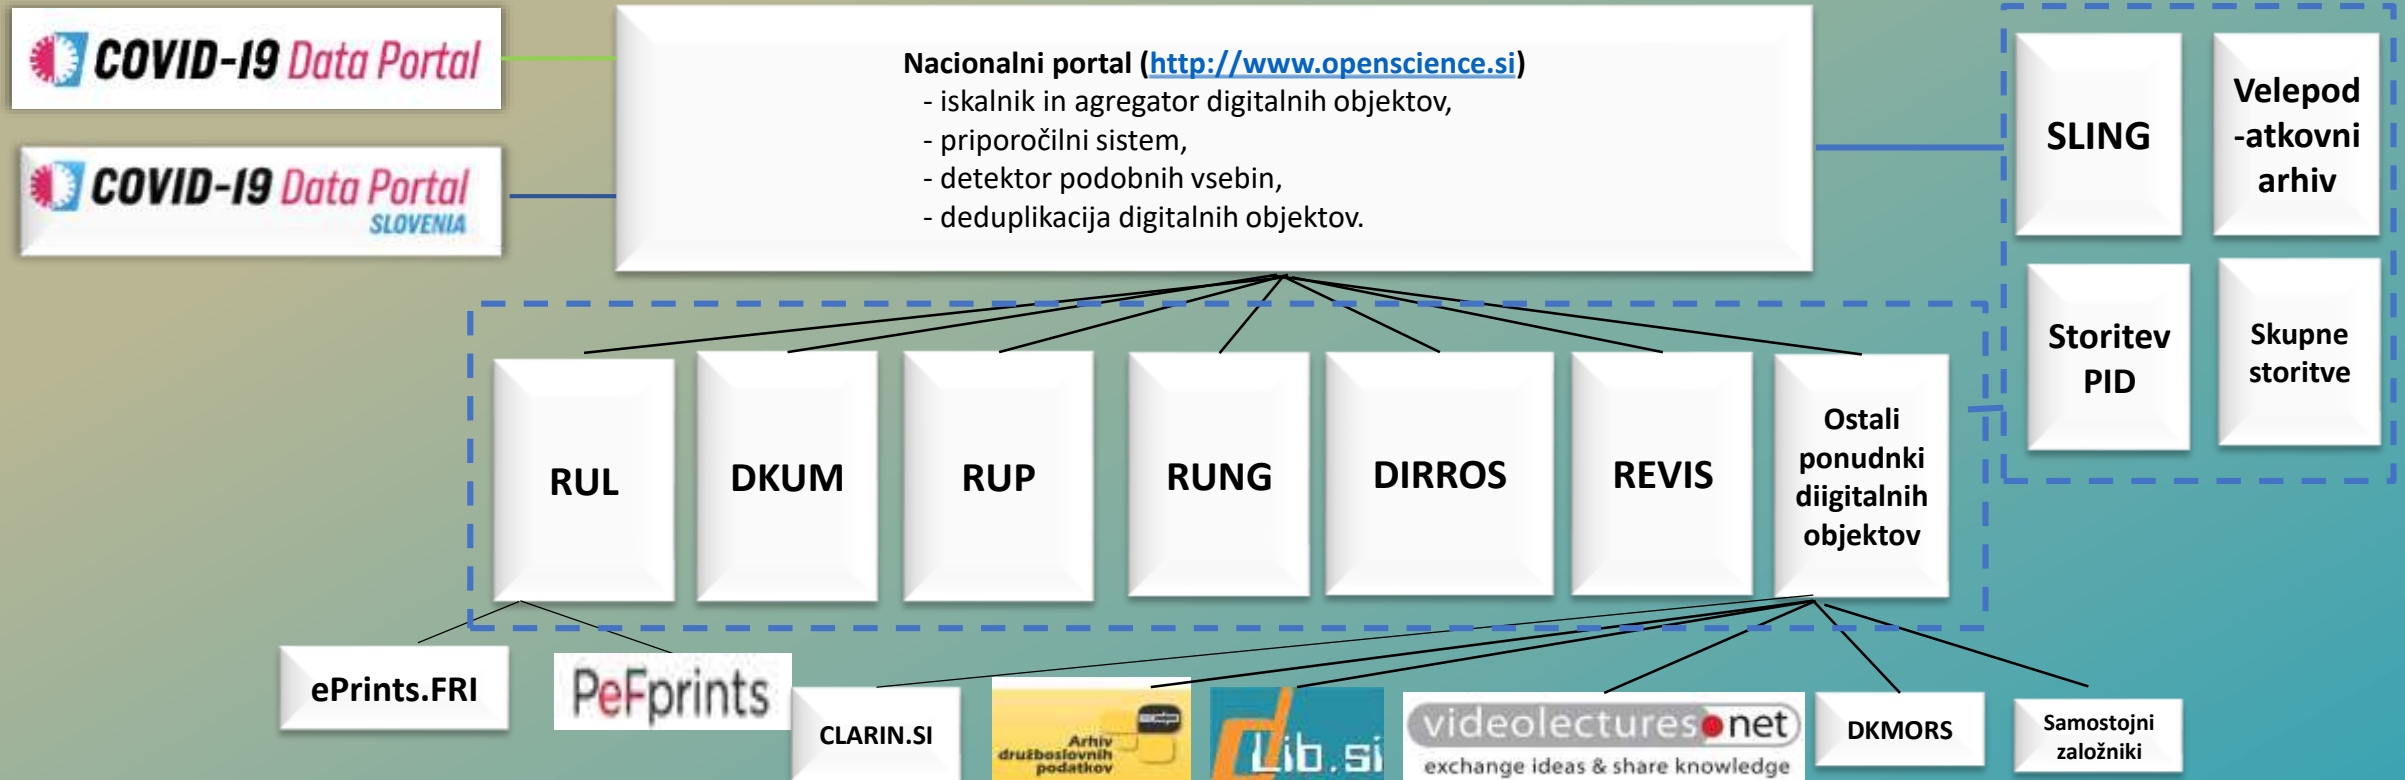 COVID-19 Data Portal
COVID-19 Data Portal
SLOVENIA
Nacionalni portal (http://www.openscience.si)
- iskalnik in agregator digitalnih objektov,
- priporočilni sistem,
- detektor podobnih vsebin,
- deduplikacija digitalnih objektov.
SLING
Velepod
-atkovni
arhiv
Storitev
PID
Skupne
storitve
RUL
DKUM
RUP
RUNG
DIRROS
REVIS
Ostali
ponudnki
diigitalnih
objektov
ePrints.FRI
PeFprints
CLARIN.SI
Arhiv
družboslovnih
podatkov
dLib.si
videolectures.net
exchange ideas & share knowledge
DKMORS
Samostojni
založniki